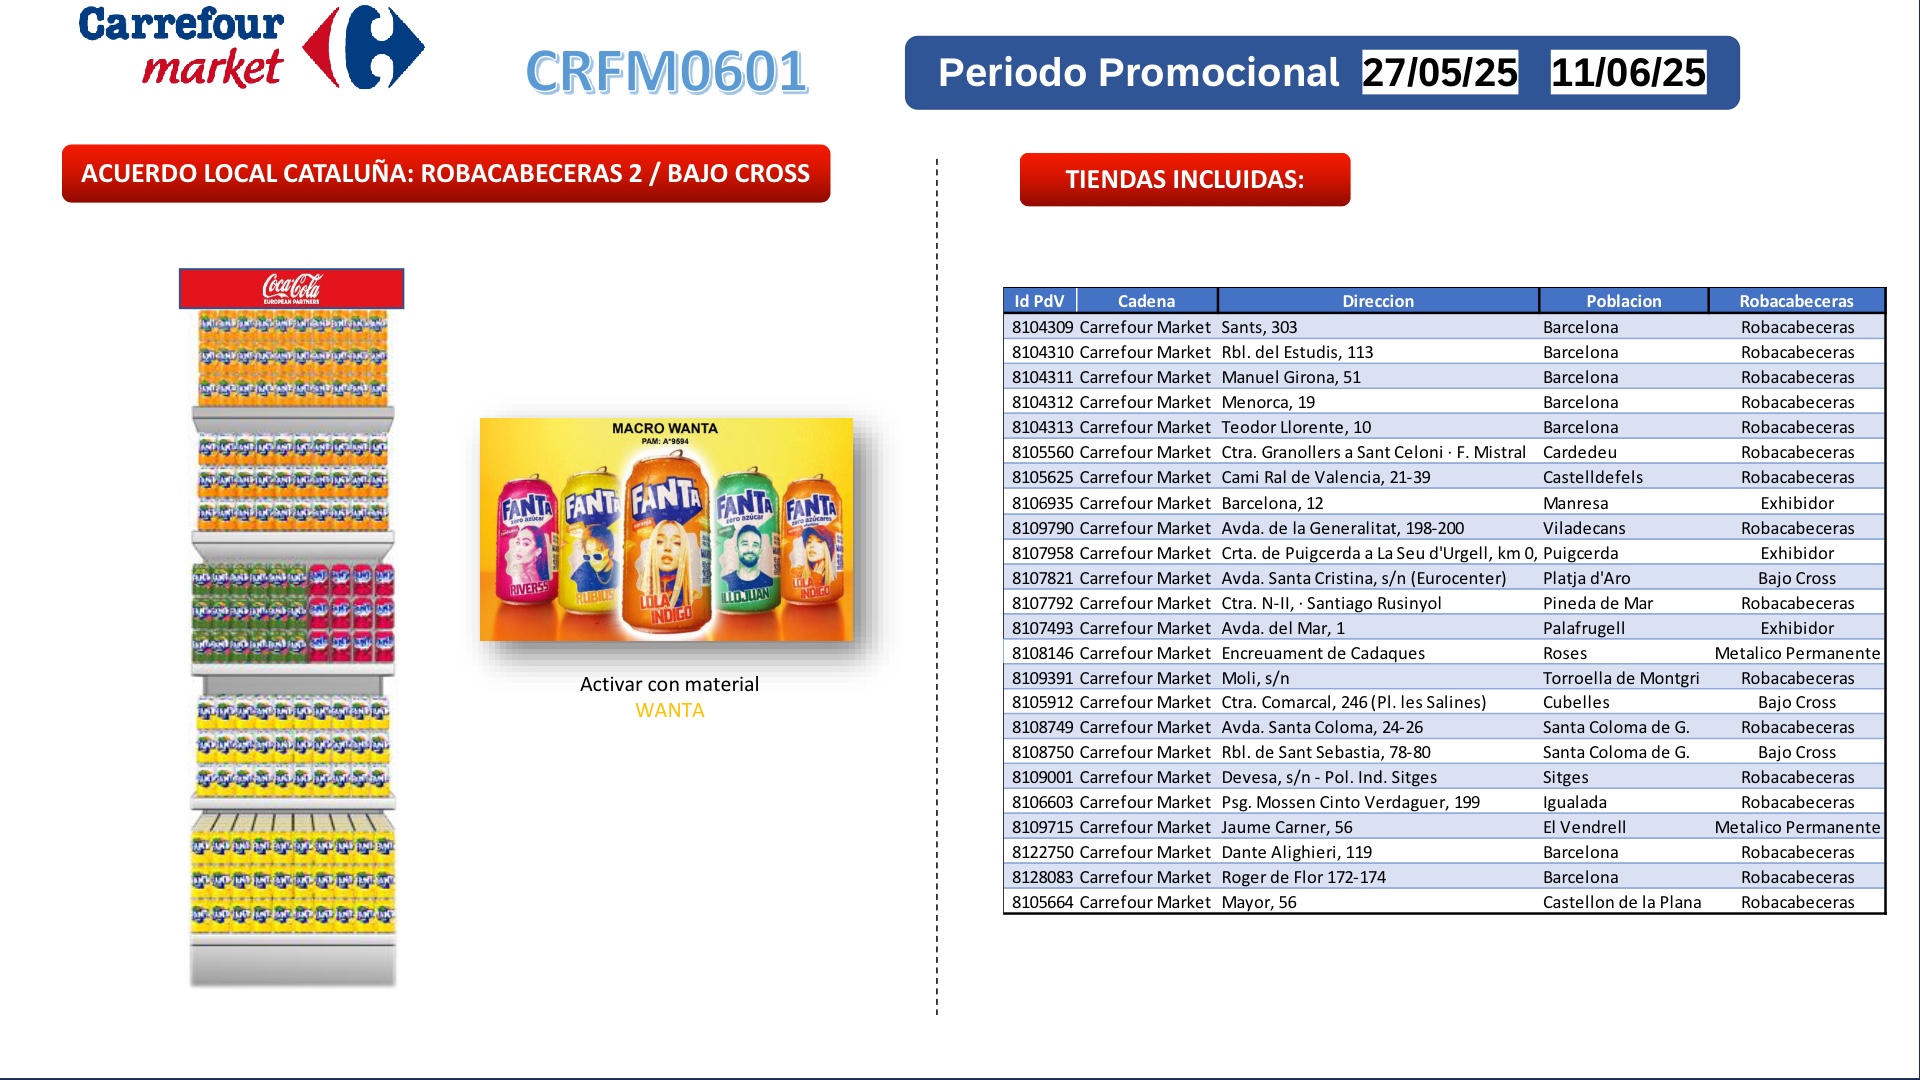 Carrefour
market
CRFM0601
Periodo Promocional 27/05/25 11/06/25
ACUERDO LOCAL CATALUÑA: ROBACABECERAS 2 / BAJO CROSS
Coca-Cola
EUROPEAN PARTNERS
MACRO WANTA
PAM: A*9594
FANTA zero azúcar RIVERSS
FANTA RUBIUS
FANTA LOLA INDIGO
FANTA zero azúcar ILLOJUAN
FANTA zero azúcares LOLA INDIGO
Activar con material
WANTA
TIENDAS INCLUIDAS:
Id PdV Cadena Direccion Poblacion Robacabeceras
8104309 Carrefour Market Sants, 303 Barcelona Robacabeceras
8104310 Carrefour Market Rbl. del Estudis, 113 Barcelona Robacabeceras
8104311 Carrefour Market Manuel Girona, 51 Barcelona Robacabeceras
8104312 Carrefour Market Menorca, 19 Barcelona Robacabeceras
8104313 Carrefour Market Teodor Llorente, 10 Barcelona Robacabeceras
8105560 Carrefour Market Ctra. Granollers a Sant Celoni · F. Mistral Cardedeu Robacabeceras
8105625 Carrefour Market Cami Ral de Valencia, 21-39 Castelldefels Robacabeceras
8106935 Carrefour Market Barcelona, 12 Manresa Exhibidor
8109790 Carrefour Market Avda. de la Generalitat, 198-200 Viladecans Robacabeceras
8107958 Carrefour Market Crta. de Puigcerda a La Seu d'Urgell, km 0, Puigcerda Exhibidor
8107821 Carrefour Market Avda. Santa Cristina, s/n (Eurocenter) Platja d'Aro Bajo Cross
8107792 Carrefour Market Ctra. N-II, · Santiago Rusinyol Pineda de Mar Robacabeceras
8107493 Carrefour Market Avda. del Mar, 1 Palafrugell Exhibidor
8108146 Carrefour Market Encreuament de Cadaques Roses Metalico Permanente
8109391 Carrefour Market Moli, s/n Torroella de Montgri Robacabeceras
8105912 Carrefour Market Ctra. Comarcal, 246 (Pl. les Salines) Cubelles Bajo Cross
8108749 Carrefour Market Avda. Santa Coloma, 24-26 Santa Coloma de G. Robacabeceras
8108750 Carrefour Market Rbl. de Sant Sebastia, 78-80 Santa Coloma de G. Bajo Cross
8109001 Carrefour Market Devesa, s/n - Pol. Ind. Sitges Sitges Robacabeceras
8106603 Carrefour Market Psg. Mossen Cinto Verdaguer, 199 Igualada Robacabeceras
8109715 Carrefour Market Jaume Carner, 56 El Vendrell Metalico Permanente
8122750 Carrefour Market Dante Alighieri, 119 Barcelona Robacabeceras
8128083 Carrefour Market Roger de Flor 172-174 Barcelona Robacabeceras
8105664 Carrefour Market Mayor, 56 Castellon de la Plana Robacabeceras